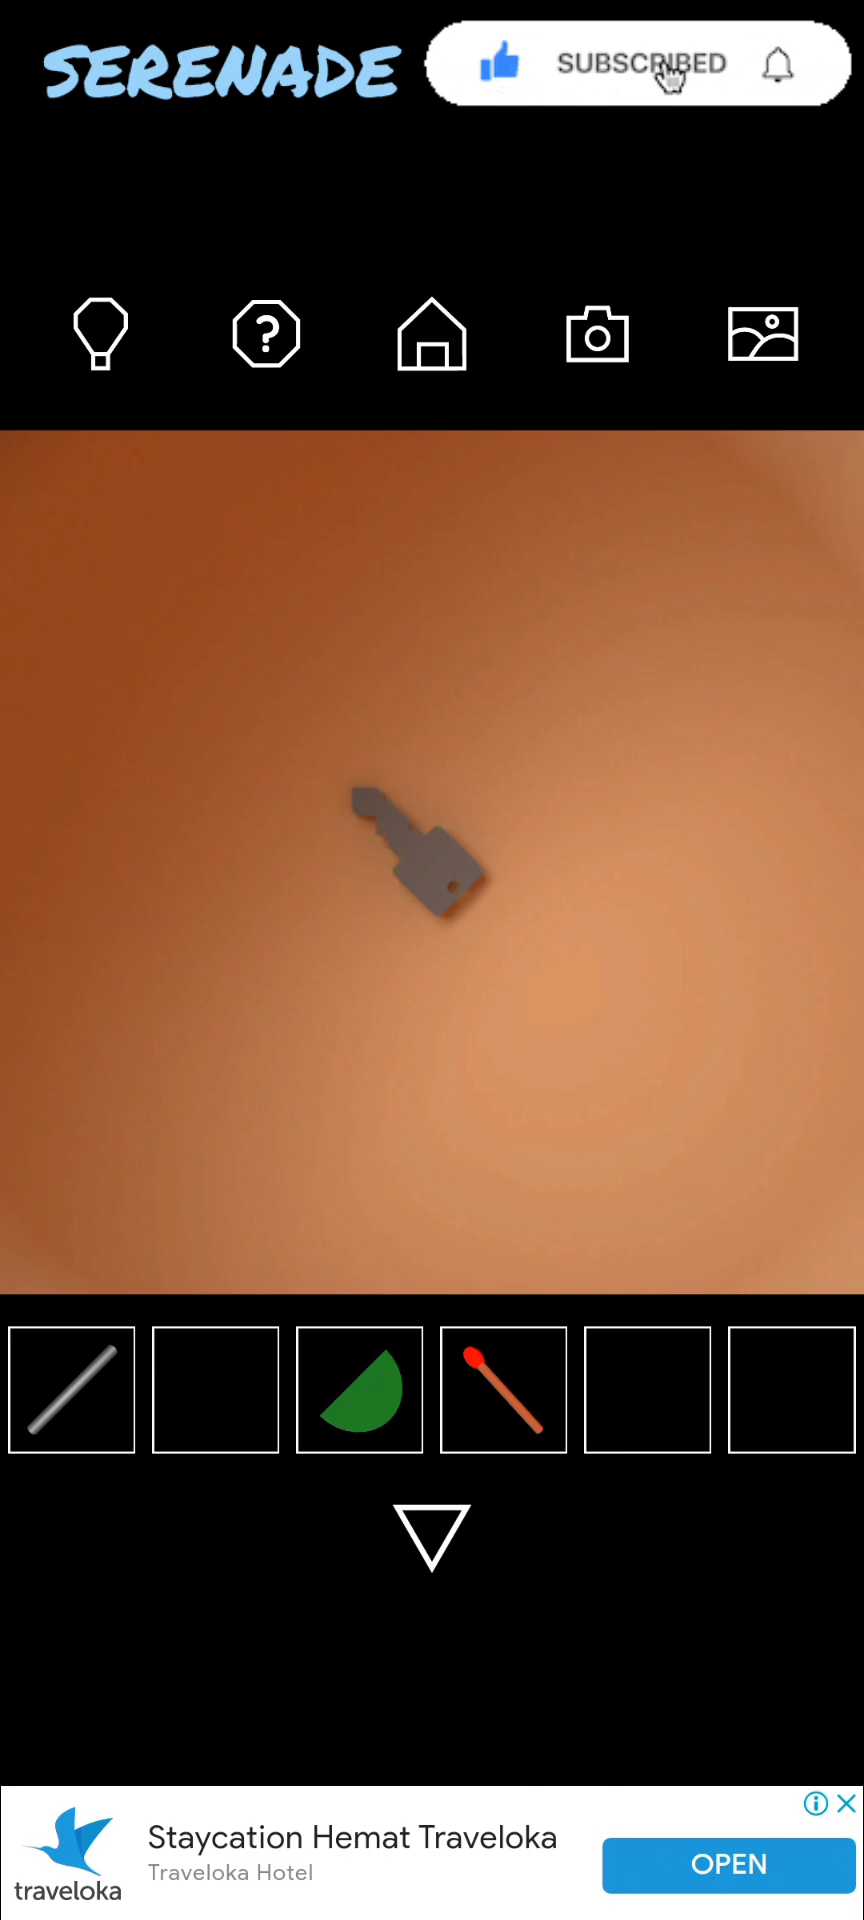 SERENADE
SUBSCRIBED
?
Staycation Hemat Traveloka
Traveloka Hotel
OPEN
traveloka